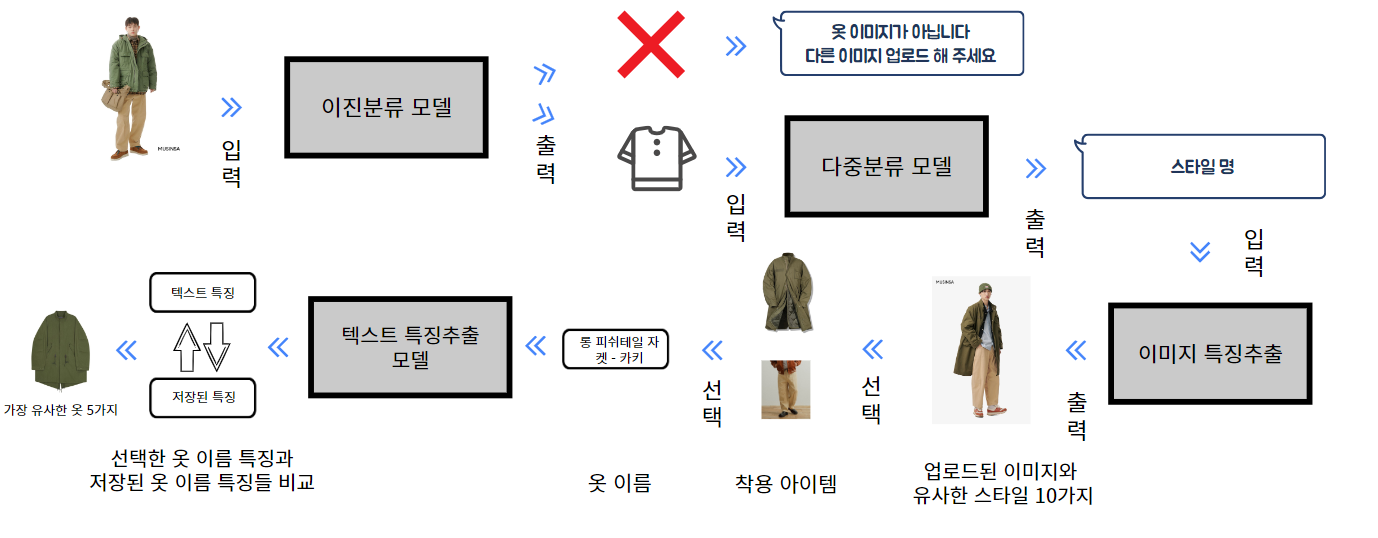 옷 이미지가 아닙니다
다른 이미지 업로드 해 주세요
이진분류 모델
MUSINSA
입
력
출
력
다중분류 모델
스타일 명
입
력
출
력
입
력
텍스트 특징
텍스트 특징추출
모델
롱 피쉬테일 자
켓 - 카키
MUSINSA
이미지 특징추출
저장된 특징
가장 유사한 옷 5가지
선
택
선
택
출
력
선택한 옷 이름 특징과
저장된 옷 이름 특징들 비교
옷 이름
착용 아이템
업로드된 이미지와
유사한 스타일 10가지